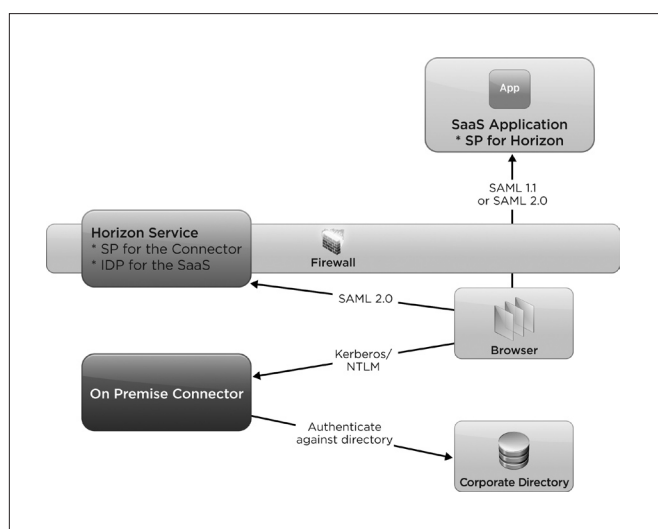 App
SaaS Application
* SP for Horizon
SAML 1.1
or SAML 2.0
Horizon Service
* SP for the Connector
* IDP for the SaaS
Firewall
SAML 2.0
Browser
Kerberos/
NTLM
On Premise Connector
Authenticate
against directory
Corporate Directory